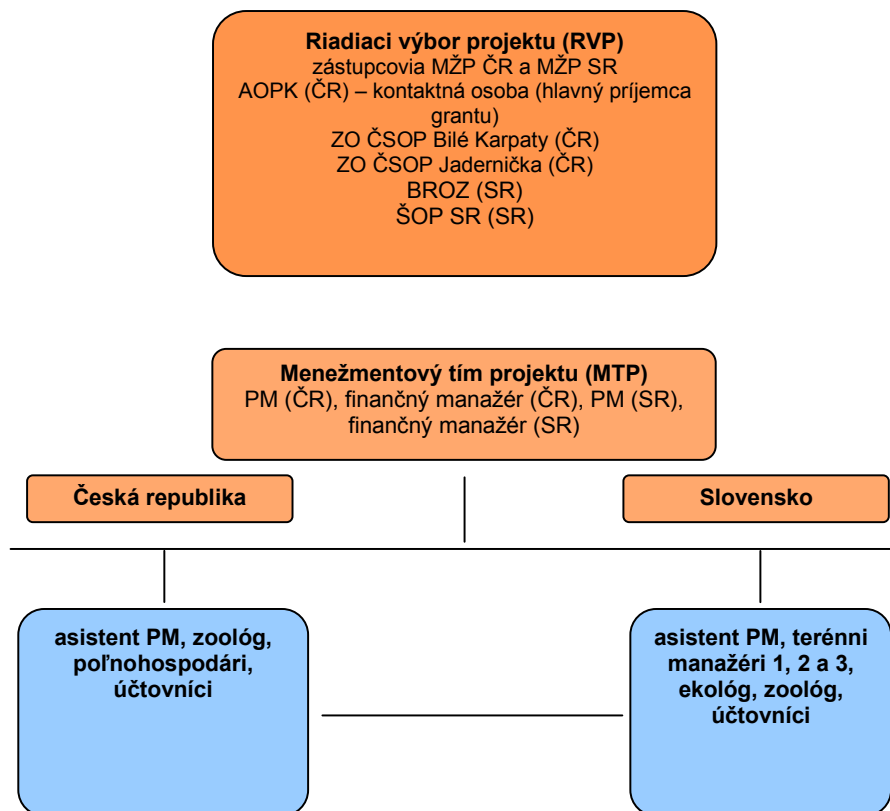 Riadiaci výbor projektu (RVP)
zástupcovia MŽP ČR a MŽP SR
AOPK (ČR) – kontaktná osoba (hlavný príjemca
grantu)
ZO ČSOP Bilé Karpaty (ČR)
ZO ČSOP Jadernička (ČR)
BROZ (SR)
ŠOP SR (SR)
Menežmentový tím projektu (MTP)
PM (ČR), finančný manažér (ČR), PM (SR),
finančný manažér (SR)
Česká republika
Slovensko
asistent PM, zoológ,
poľnohospodári,
účtovníci
asistent PM, terénni
manažéri 1, 2 a 3,
ekológ, zoológ,
účtovníci